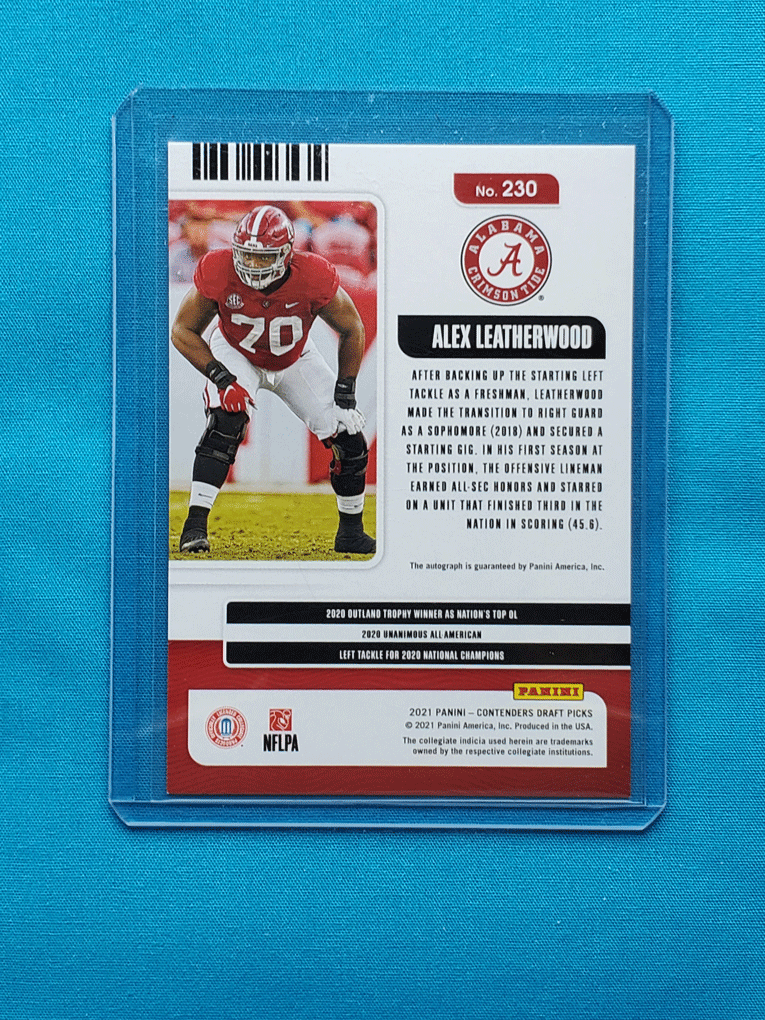 No. 230
ALABAMA
A
CRIMSON TIDE
®
ALEX LEATHERWOOD
AFTER BACKING UP THE STARTING LEFT
TACKLE AS A FRESHMAN, LEATHERWOOD
MADE THE TRANSITION TO RIGHT GUARD
AS A SOPHOMORE (2018) AND SECURED A
STARTING GIG. IN HIS FIRST SEASON AT
THE POSITION, THE OFFENSIVE LINEMAN
EARNED ALL-SEC HONORS AND STARRED
ON A UNIT THAT FINISHED THIRD IN THE
NATION IN SCORING (45.6).
SEC
70
The autograph is guaranteed by Panini America, Inc.
2020 OUTLAND TROPHY WINNER AS NATION'S TOP OL
2020 UNANIMOUS ALL AMERICAN
LEFT TACKLE FOR 2020 NATIONAL CHAMPIONS
PANINI
2021 PANINI – CONTENDERS DRAFT PICKS
© 2021 Panini America, Inc. Produced in the USA.
The collegiate indicia used herein are trademarks
owned by the respective collegiate institutions.
NFLPA